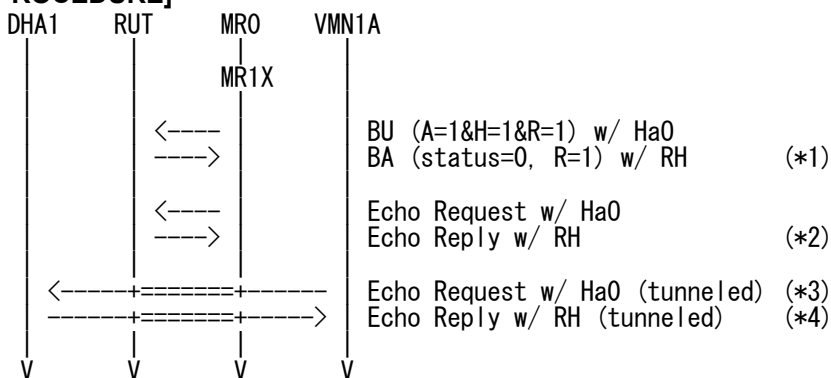 DHA1 RUT MR0 VMN1A
MR1X
<---- BU (A=1&H=1&R=1) w/ HaO
----> BA (status=0, R=1) w/ RH (*1)
<---- Echo Request w/ HaO
----> Echo Reply w/ RH (*2)
<-----+=======+------ Echo Request w/ HaO (tunneled) (*3)
------+=======+-----> Echo Reply w/ RH (tunneled) (*4)
V V V V